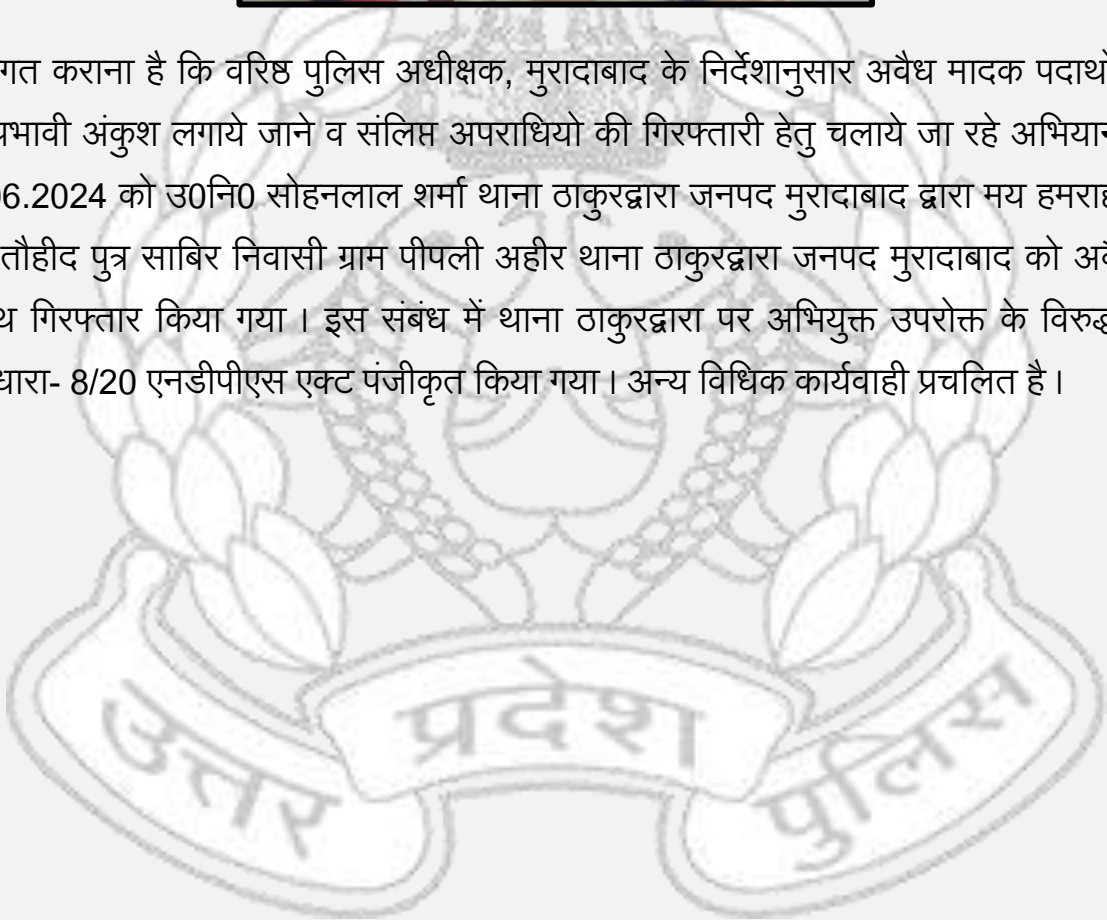 गत कराना है कि वरिष्ठ पुलिस अधीक्षक, मुरादाबाद के निर्देशानुसार अवैध मादक पदार्थो
प्रभावी अंकुश लगाये जाने व संलिप्त अपराधियो की गिरफ्तारी हेतु चलाये जा रहे अभियान
06.2024 को उ0नि0 सोहनलाल शर्मा थाना ठाकुरद्वारा जनपद मुरादाबाद द्वारा मय हमराह
तौहीद पुत्र साबिर निवासी ग्राम पीपली अहीर थाना ठाकुरद्वारा जनपद मुरादाबाद को अवै
थ गिरफ्तार किया गया । इस संबंध में थाना ठाकुरद्वारा पर अभियुक्त उपरोक्त के विरुद्ध
धारा- 8/20 एनडीपीएस एक्ट पंजीकृत किया गया । अन्य विधिक कार्यवाही प्रचलित है ।
उत्तर प्रदेश पुलिस